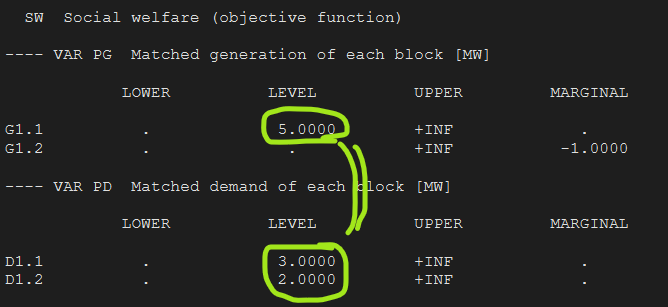 SW Social welfare (objective function)
---- VAR PG Matched generation of each block [MW]
LOWER LEVEL UPPER MARGINAL
G1.1 . 5.0000 +INF .
G1.2 . . +INF -1.0000
---- VAR PD Matched demand of each block [MW]
LOWER LEVEL UPPER MARGINAL
D1.1 . 3.0000 +INF .
D1.2 . 2.0000 +INF .